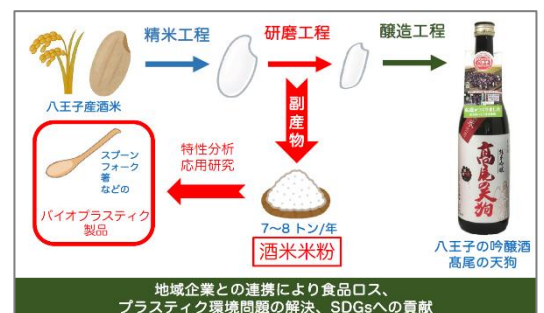 精米工程
研磨工程
醸造工程
八王子産酒米
副産物
特性分析
応用研究
スプーン
フォーク
箸
などの
バイオプラスティク
製品
7~8 トン/年
酒米米粉
高尾の天狗
八王子の吟醸酒
高尾の天狗
地域企業との連携により食品ロス、
プラスティク環境問題の解決、SDGsへの貢献